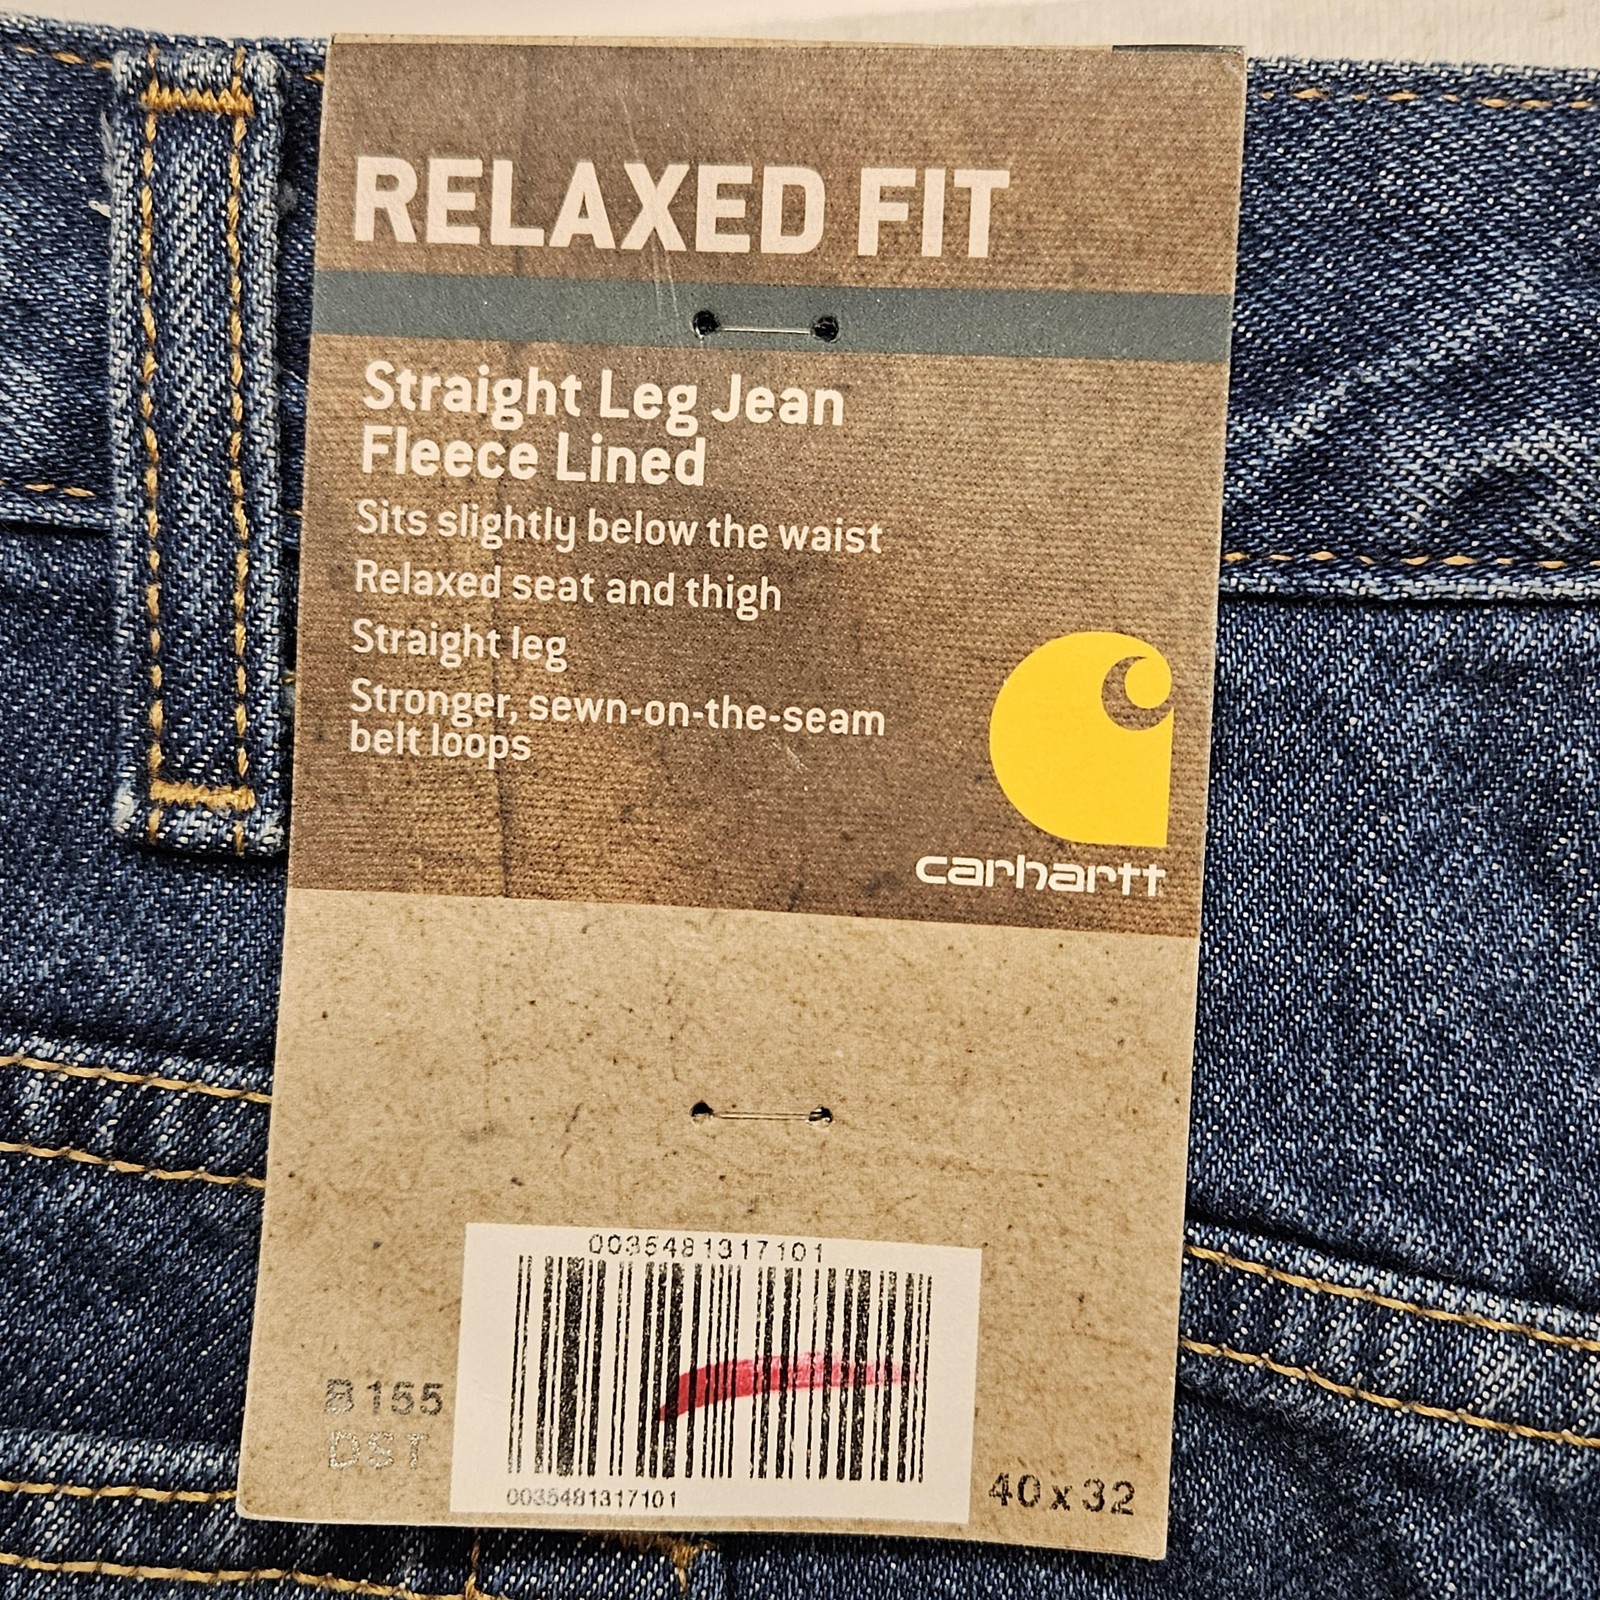 RELAXED FIT
Straight Leg Jean
Fleece Lined
Sits slightly below the waist
Relaxed seat and thigh
Straight leg
Stronger, sewn-on-the-seam
belt loops
carhartt
0035481317101
B155
DST
0035481317101
40x32